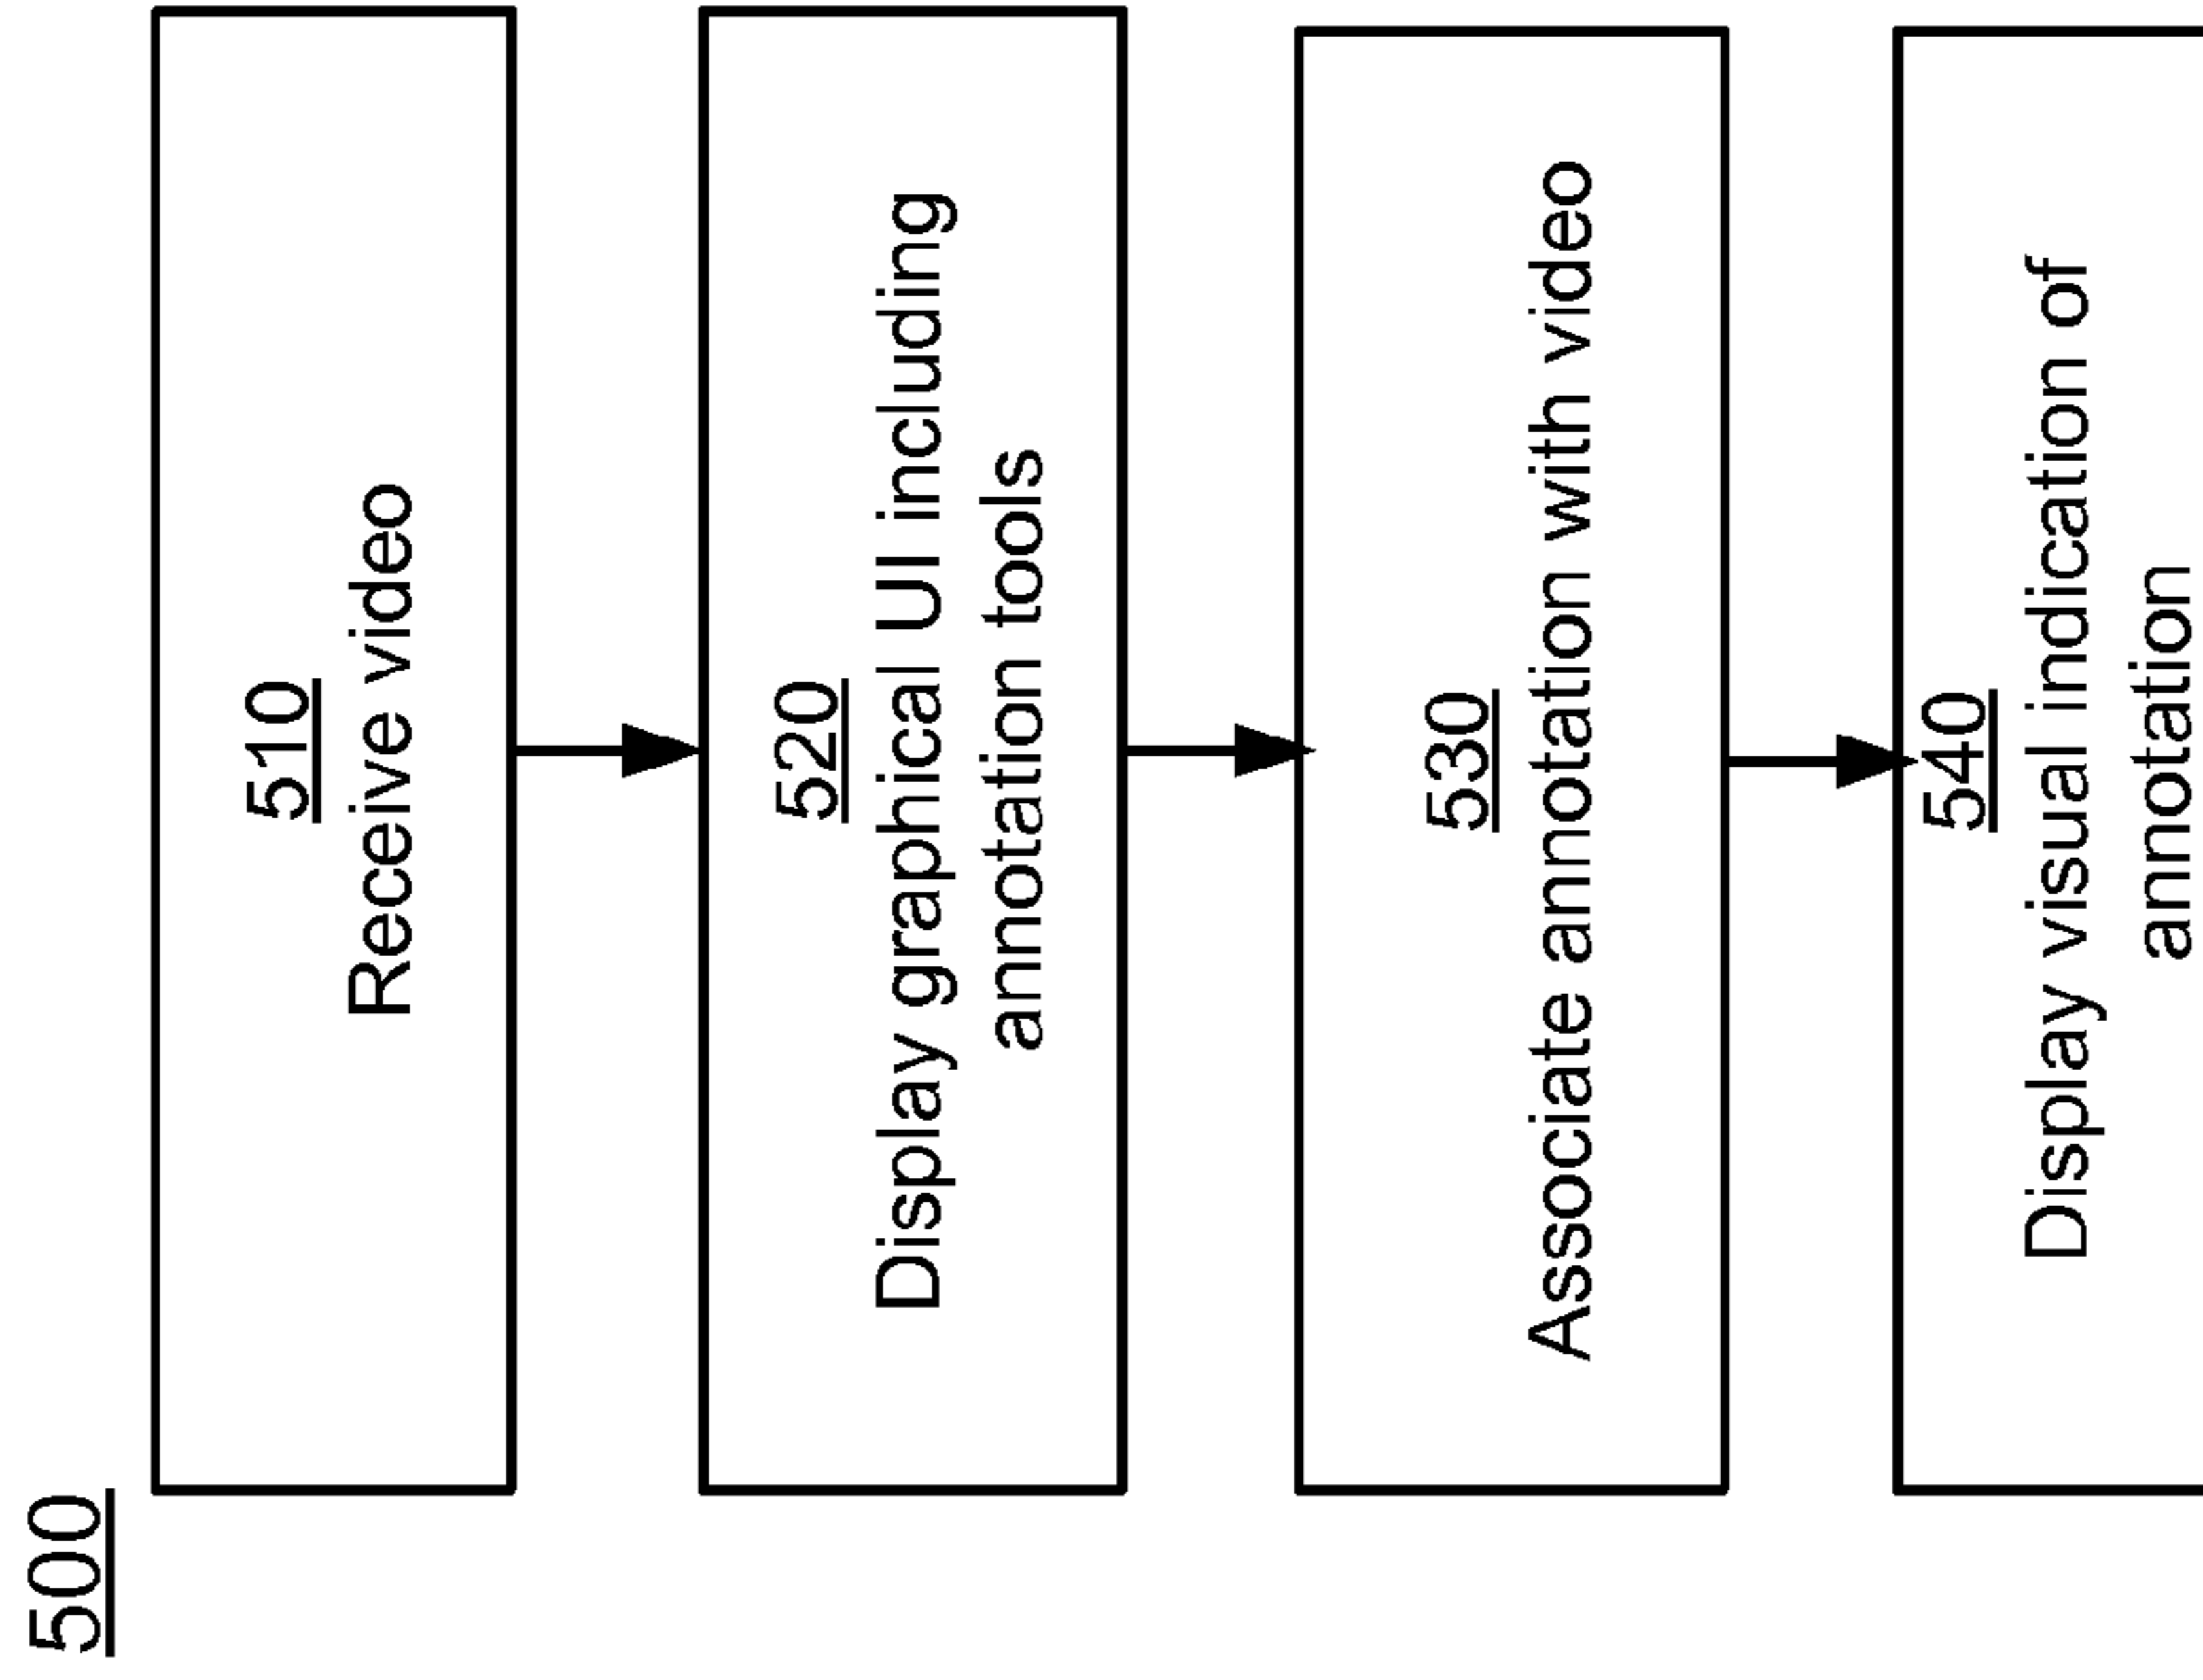 500
510
Receive video
520
Display graphical UI including
annotation tools
530
Associate annotation with video
540
Display visual indication of
annotation